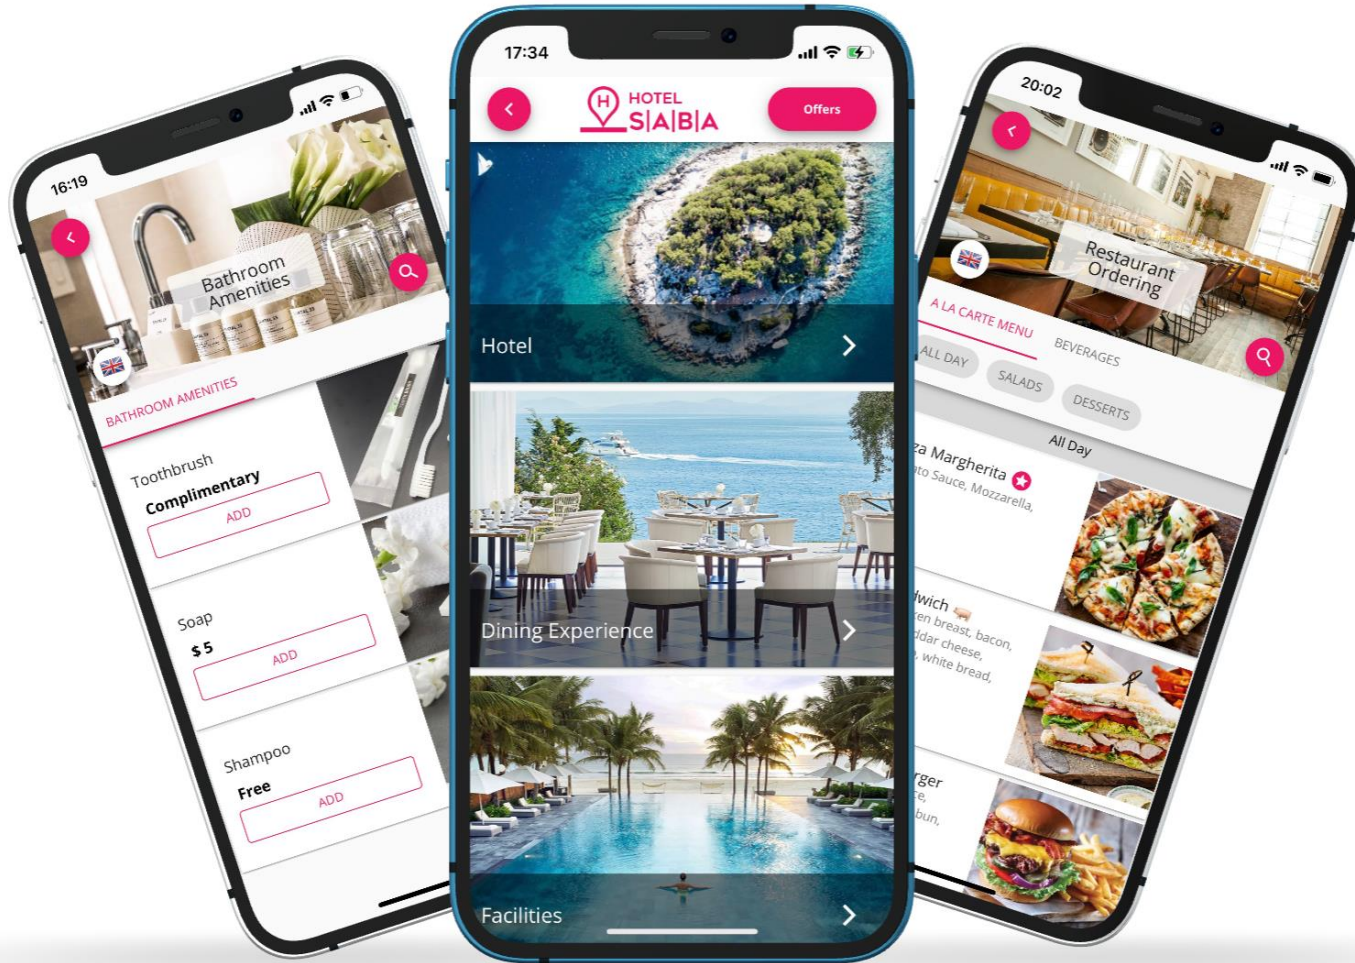 16:19
Bathroom
Amenities
BATHROOM AMENITIES
Toothbrush
Complimentary
ADD
Soap
$ 5
ADD
Shampoo
Free
ADD
17:34
H HOTEL
S|A|B|A
Offers
Hotel
Dining Experience
Facilities
20:02
Restaurant
Ordering
A LA CARTE MENU
BEVERAGES
ALL DAY
SALADS
DESSERTS
All Day
Margherita
Sauce, Mozzarella,
breast, bacon,
cheese,
white bread,
bun,